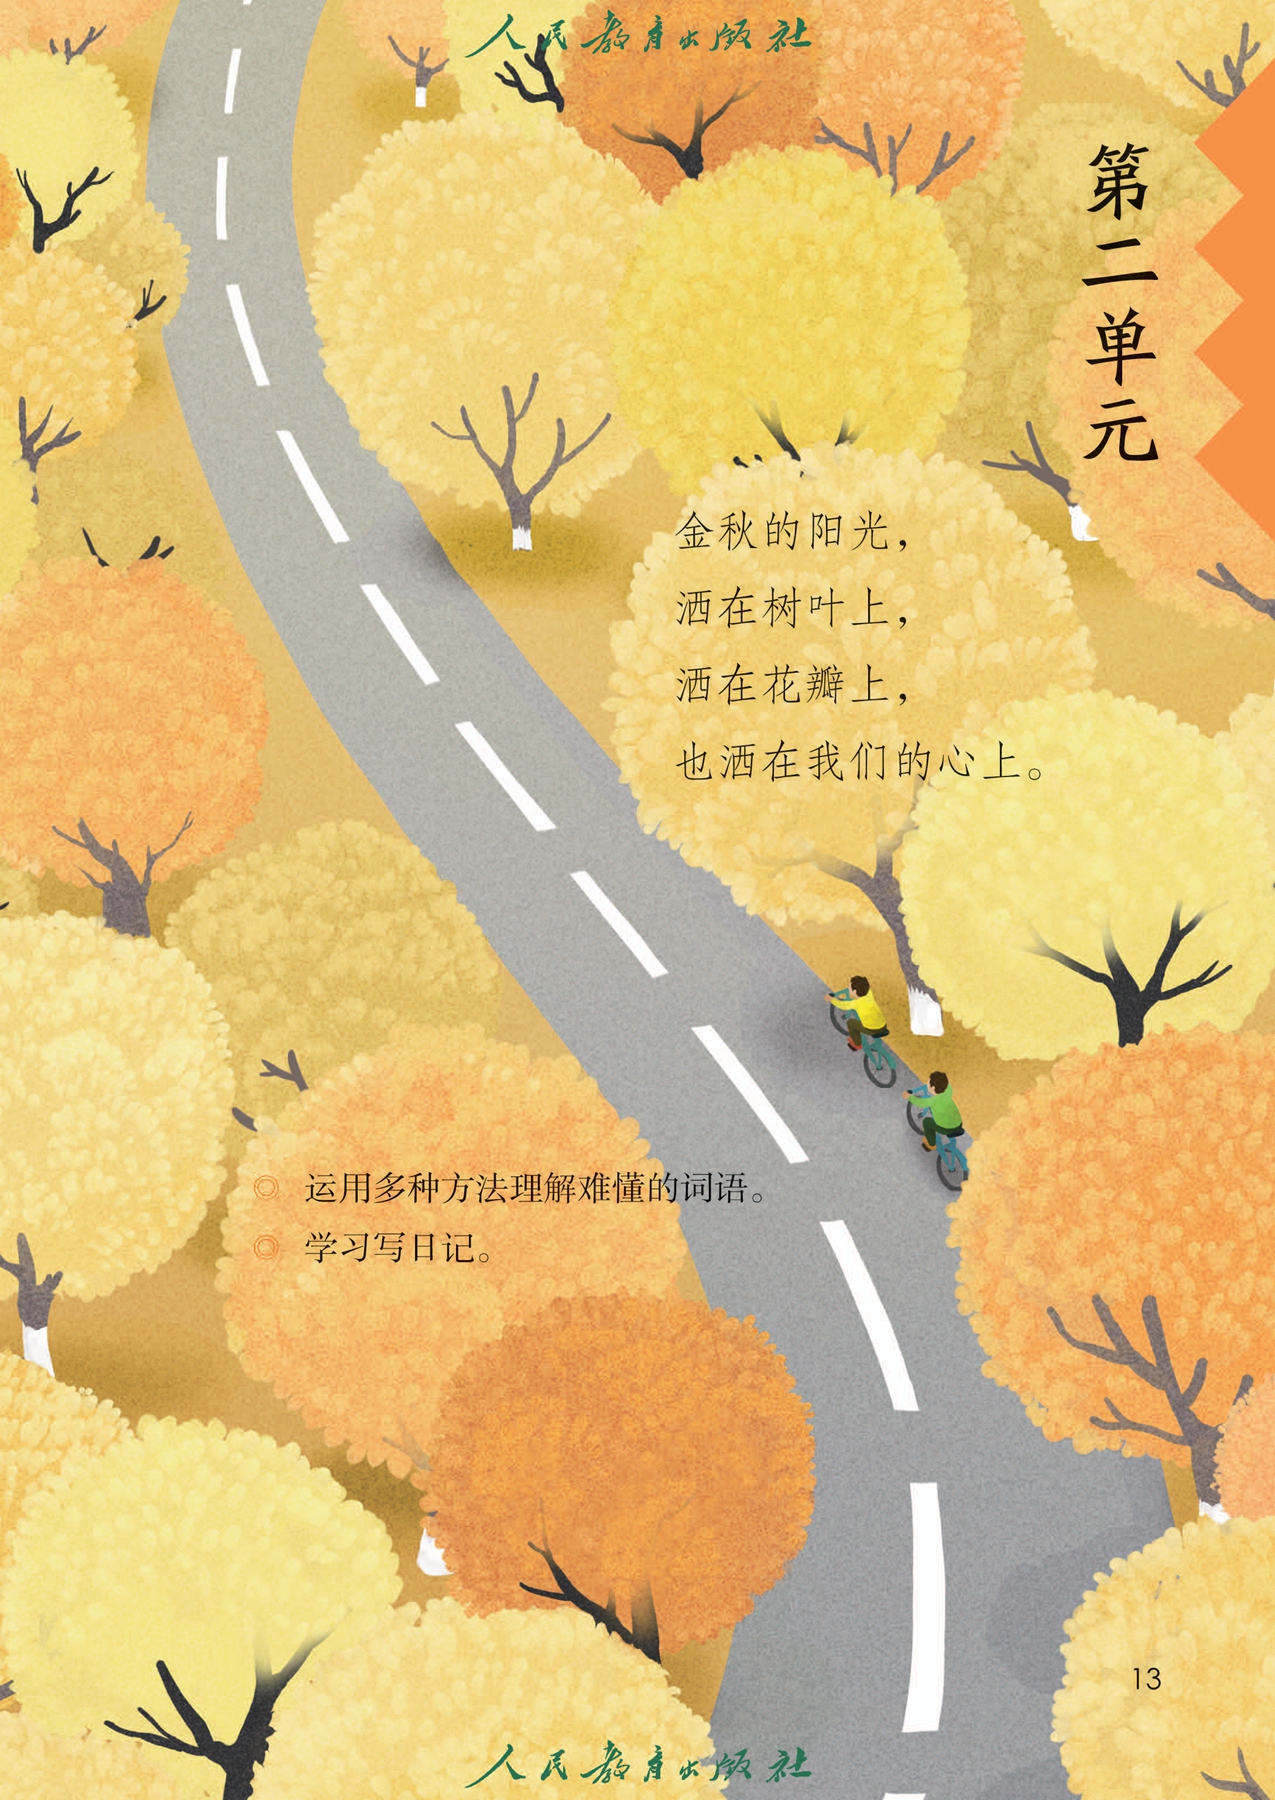 人民教育出版社
第二单元
金秋的阳光，
洒在树叶上，
洒在花瓣上，
也洒在我们的心上。
◎ 运用多种方法理解难懂的词语。
◎ 学习写日记。
13
人民教育出版社